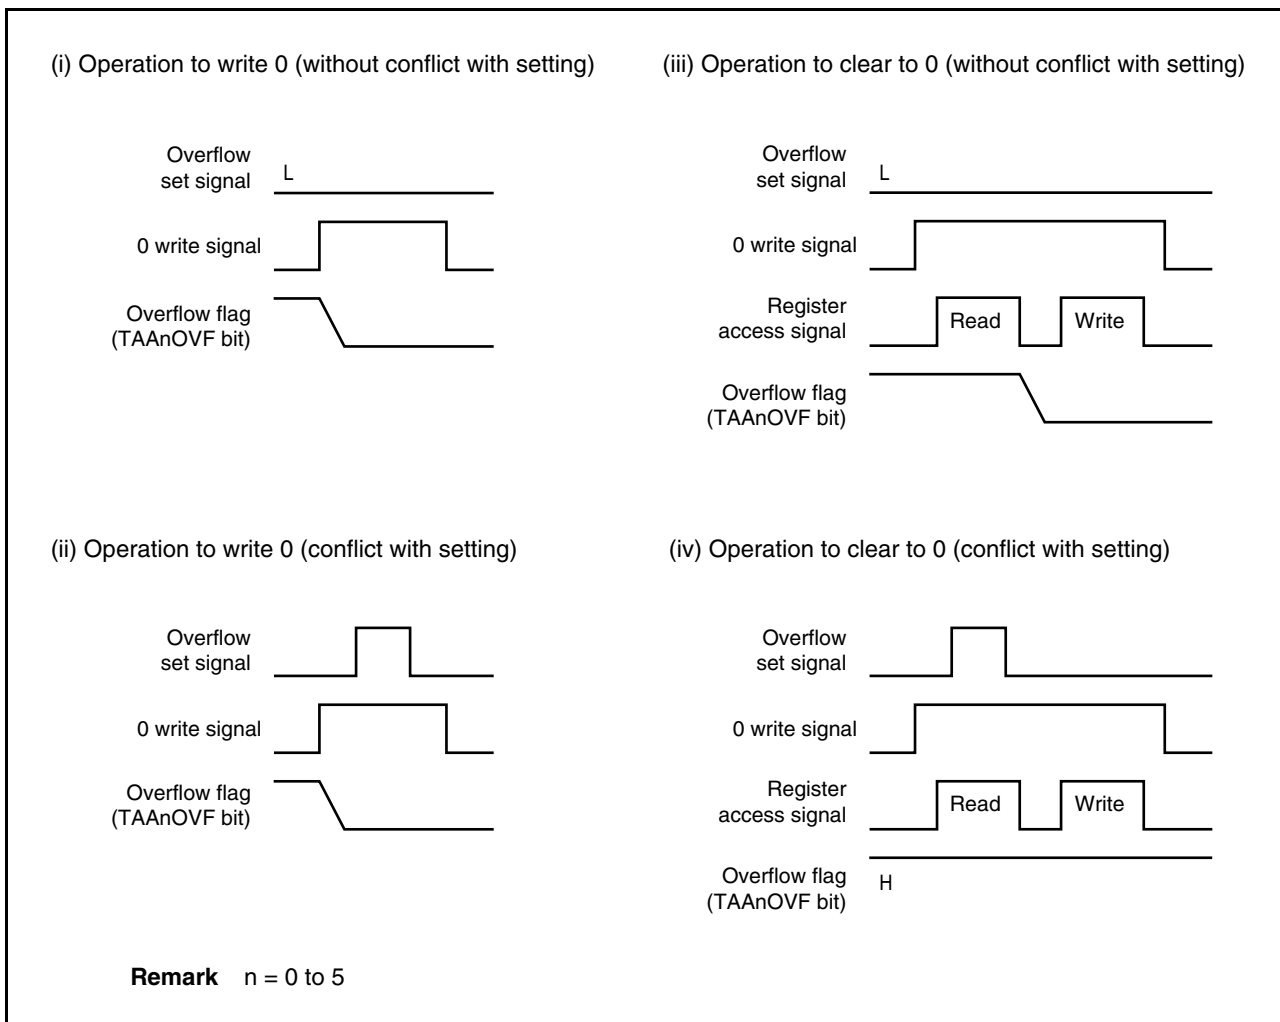 (i) Operation to write 0 (without conflict with setting)
Overflow
set signal
L
0 write signal
Overflow flag
(TAAnOVF bit)
(iii) Operation to clear to 0 (without conflict with setting)
Overflow
set signal
L
0 write signal
Register
access signal
Read
Write
Overflow flag
(TAAnOVF bit)
(ii) Operation to write 0 (conflict with setting)
Overflow
set signal
0 write signal
Overflow flag
(TAAnOVF bit)
(iv) Operation to clear to 0 (conflict with setting)
Overflow
set signal
0 write signal
Register
access signal
Read
Write
Overflow flag
(TAAnOVF bit)
H
Remark n = 0 to 5